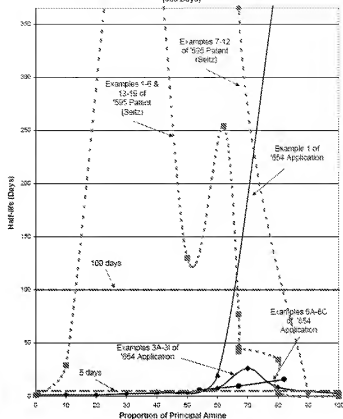 350
Examples 7-12
of '595 Patent
(Seitz)
300
Examples 1-6 &
13-19 of
'595 Patent
(Seitz)
250
Example 1 of
'654 Application
200
Half-life (Days)
150
100 days
100
Examples 6A-6C
of '654
Application
50
Examples 3A-3I of
'654 Application
5 days
0
0 10 20 30 40 50 60 70 80 90 100
Proportion of Principal Amine